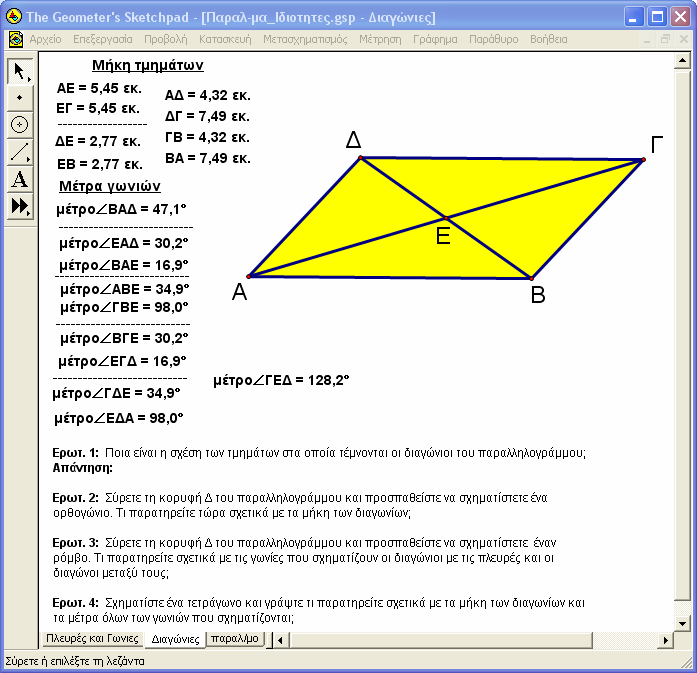 The Geometer's Sketchpad - [Παραλ-μα_Ιδιοτητες.gsp - Διαγώνιες]
Αρχείο Επεξεργασία Προβολή Κατασκευή Μετασχηματισμός Μέτρηση Γράφημα Παράθυρο Βοήθεια
Μήκη τμημάτων
ΑΕ = 5,45 εκ.
ΕΓ = 5,45 εκ.
ΔΕ = 2,77 εκ.
ΕΒ = 2,77 εκ.
ΑΔ = 4,32 εκ.
ΔΓ = 7,49 εκ.
ΓΒ = 4,32 εκ.
ΒΑ = 7,49 εκ.
Μέτρα γωνιών
μέτρο∠ΒΑΔ = 47,1°
μέτρο∠ΕΑΔ = 30,2°
μέτρο∠ΒΑΕ = 16,9°
μέτρο∠ΑΒΕ = 34,9°
μέτρο∠ΓΒΕ = 98,0°
μέτρο∠ΒΓΕ = 30,2°
μέτρο∠ΕΓΔ = 16,9°
μέτρο∠ΓΔΕ = 34,9°
μέτρο∠ΕΔΑ = 98,0°
μέτρο∠ΓΕΔ = 128,2°
Δ
Γ
Ε
Α
Β
Ερωτ. 1: Ποια είναι η σχέση των τμημάτων στα οποία τέμνονται οι διαγώνιοι του παραλληλογράμμου;
Απάντηση:
Ερωτ. 2: Σύρετε τη κορυφή Δ του παραλληλογράμμου και προσπαθείστε να σχηματίστετε ένα
ορθογώνιο. Τι παρατηρείτε τώρα σχετικά με τα μήκη των διαγωνίων;
Ερωτ. 3: Σύρετε τη κορυφή Δ του παραλληλογράμμου και προσπαθείστε να σχηματίστετε έναν
ρόμβο. Τι παρατηρείτε σχετικά με τις γωνίες που σχηματίζουν οι διαγώνιοι με τις πλευρές και οι
διαγώνοι μεταξύ τους;
Ερωτ. 4: Σχηματίστε ένα τετράγωνο και γράψτε τι παρατηρείτε σχετικά με τα μήκη των διαγωνίων και
τα μέτρα όλων των γωνιών που σχηματίζονται;
Πλευρές και Γωνιες Διαγώνιες παραλ/μο
Σύρετε ή επιλέξτε τη λεζάντα